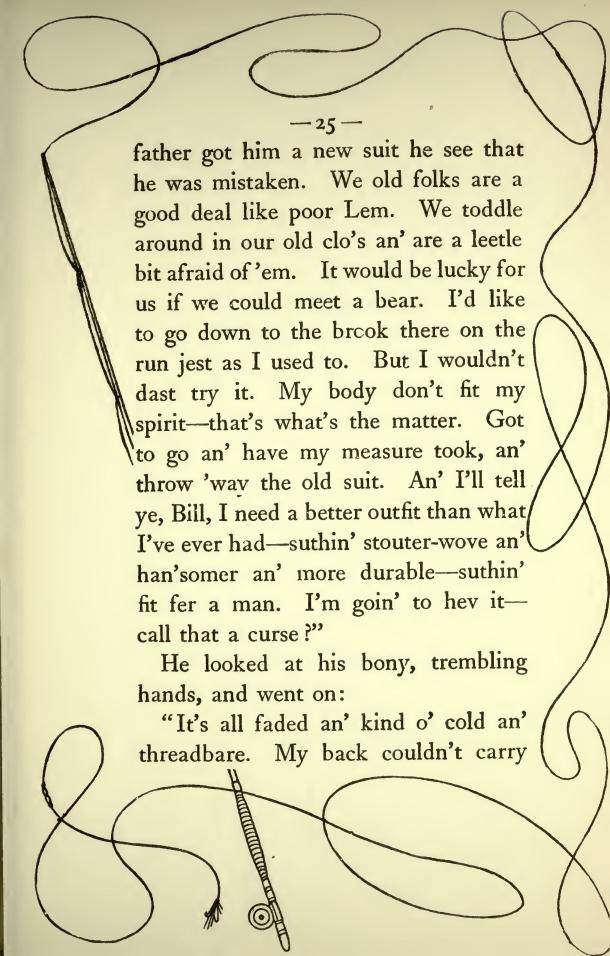 —25—
father got him a new suit he see that
he was mistaken. We old folks are a
good deal like poor Lem. We toddle
around in our old clo's an' are a leetle
bit afraid of 'em. It would be lucky for
us if we could meet a bear. I'd like
to go down to the brook there on the
run jest as I used to. But I wouldn't
dast try it. My body don't fit my
spirit—that's what's the matter. Got
to go an' have my measure took, an'
throw 'way the old suit. An' I'll tell
ye, Bill, I need a better outfit than what
I've ever had—suthin' stouter-wove an'
han'somer an' more durable—suthin'
fit fer a man. I'm goin' to hev it—
call that a curse?"
He looked at his bony, trembling
hands, and went on:
"It's all faded an' kind o' cold an'
threadbare. My back couldn't carry